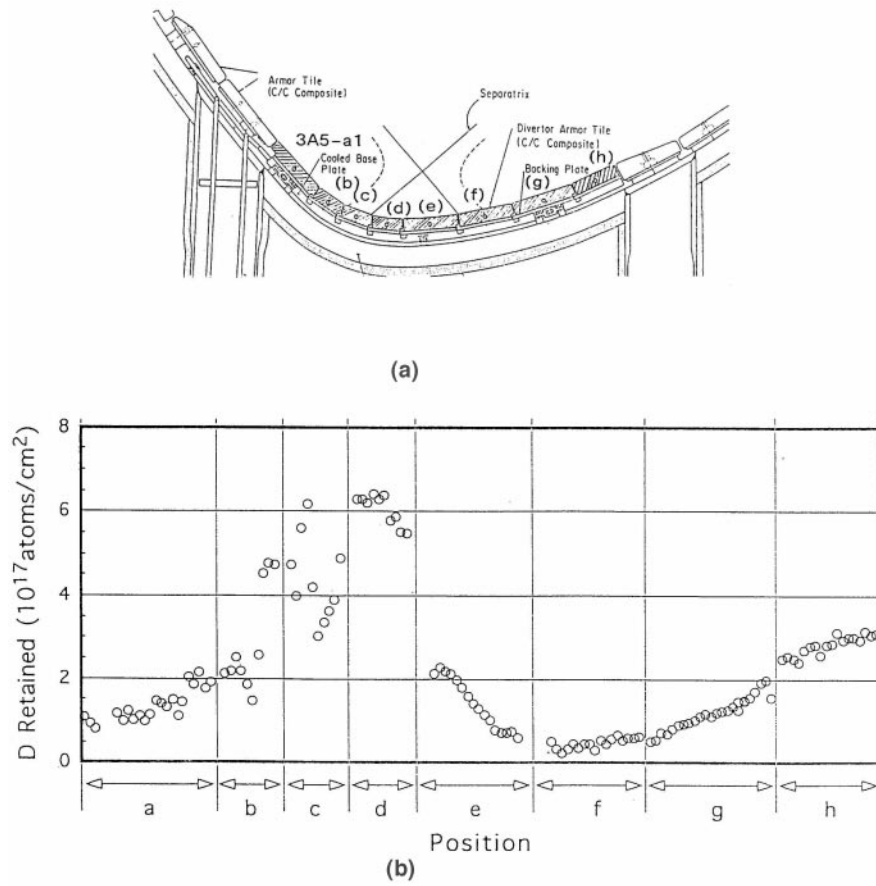 Armor Tile
(C/C Composite)
3A5-a1
Cooled Base
Plate
(b)
(c)
(d)
(e)
(f)
(g)
(h)
Separatrix
Divertor Armor Tile
(C/C Composite)
Backing Plate
(a)
D Retained (10¹⁷atoms/cm²)
8
6
4
2
0
a b c d e f g h
Position
(b)